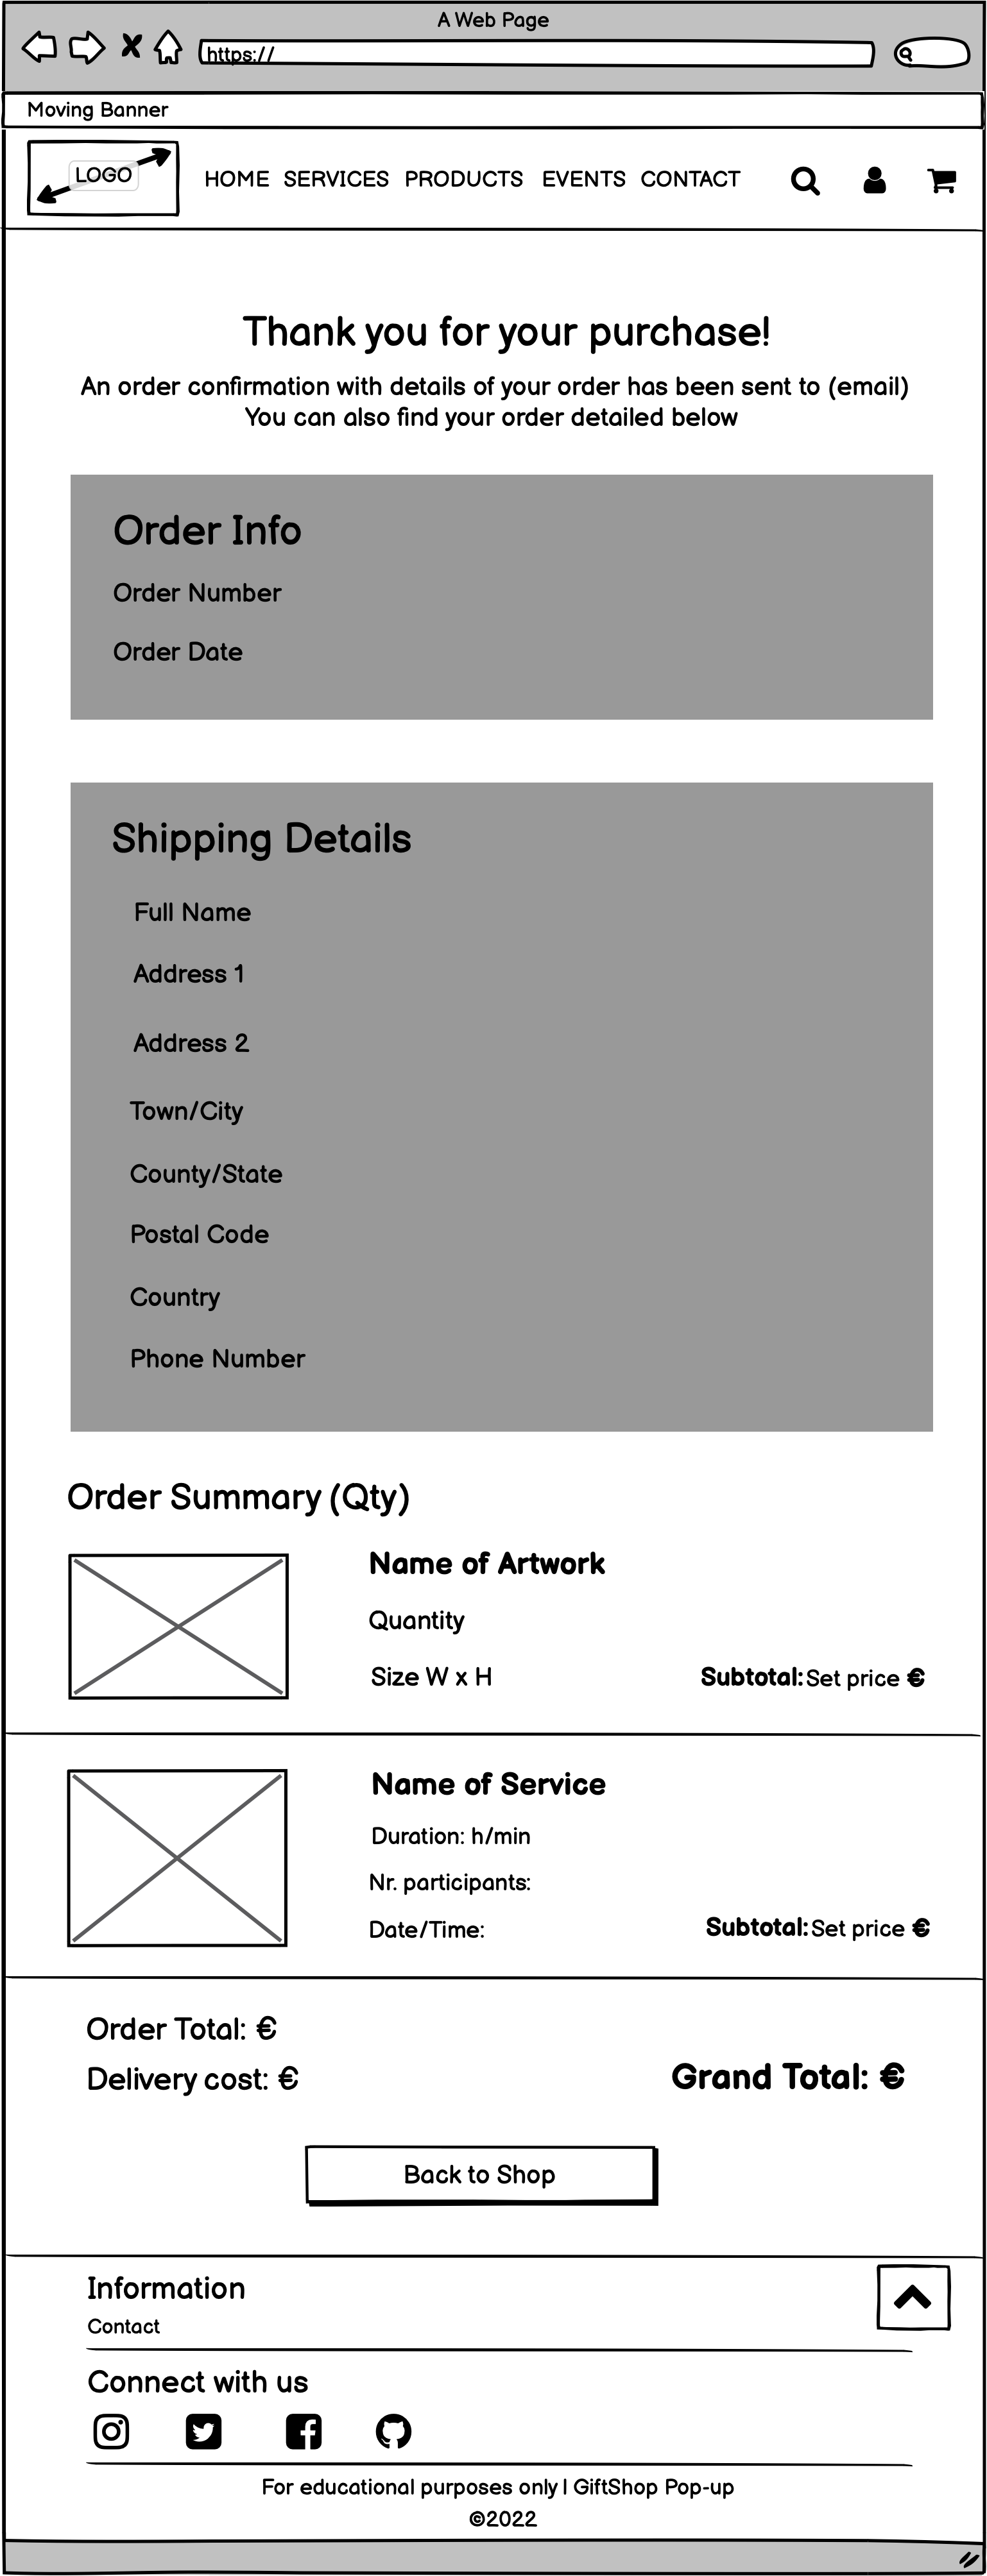 A Web Page
https://
Moving Banner
LOGO
HOME SERVICES PRODUCTS EVENTS CONTACT
Thank you for your purchase!
An order confirmation with details of your order has been sent to (email)
You can also find your order detailed below
Order Info
Order Number
Order Date
Shipping Details
Full Name
Address 1
Address 2
Town/City
County/State
Postal Code
Country
Phone Number
Order Summary (Qty)
Name of Artwork
Quantity
Size W x H
Subtotal: Set price €
Name of Service
Duration: h/min
Nr. participants:
Date/Time:
Subtotal: Set price €
Order Total: €
Delivery cost: €
Grand Total: €
Back to Shop
Information
Contact
Connect with us
For educational purposes only | GiftShop Pop-up
©2022